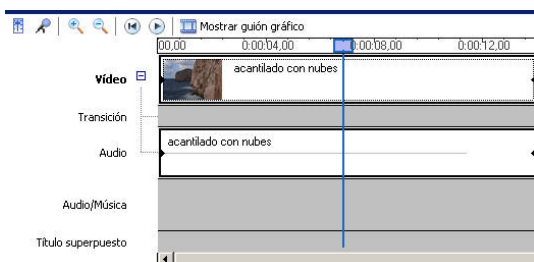 Mostrar guión gráfico
00,00 0:00:04,00 0:00:08,00 0:00:12,00
Vídeo
acantilado con nubes
Transición
Audio
acantilado con nubes
Audio/Música
Título superpuesto